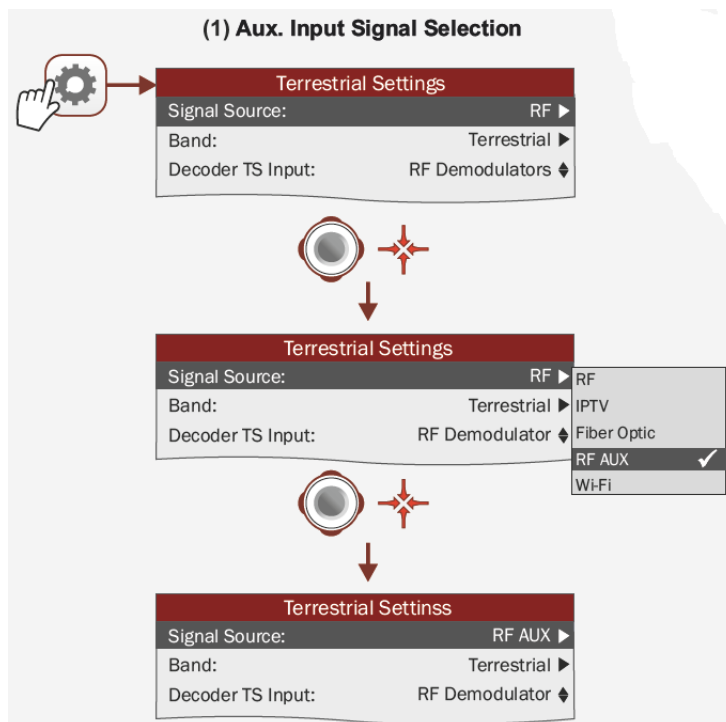 (1) Aux. Input Signal Selection
Terrestrial Settings
Signal Source: RF
Band: Terrestrial
Decoder TS Input: RF Demodulators
Terrestrial Settings
Signal Source: RF
Band: Terrestrial
Decoder TS Input: RF Demodulator
RF
IPTV
Fiber Optic
RF AUX
Wi-Fi
Terrestrial Settinss
Signal Source: RF AUX
Band: Terrestrial
Decoder TS Input: RF Demodulator